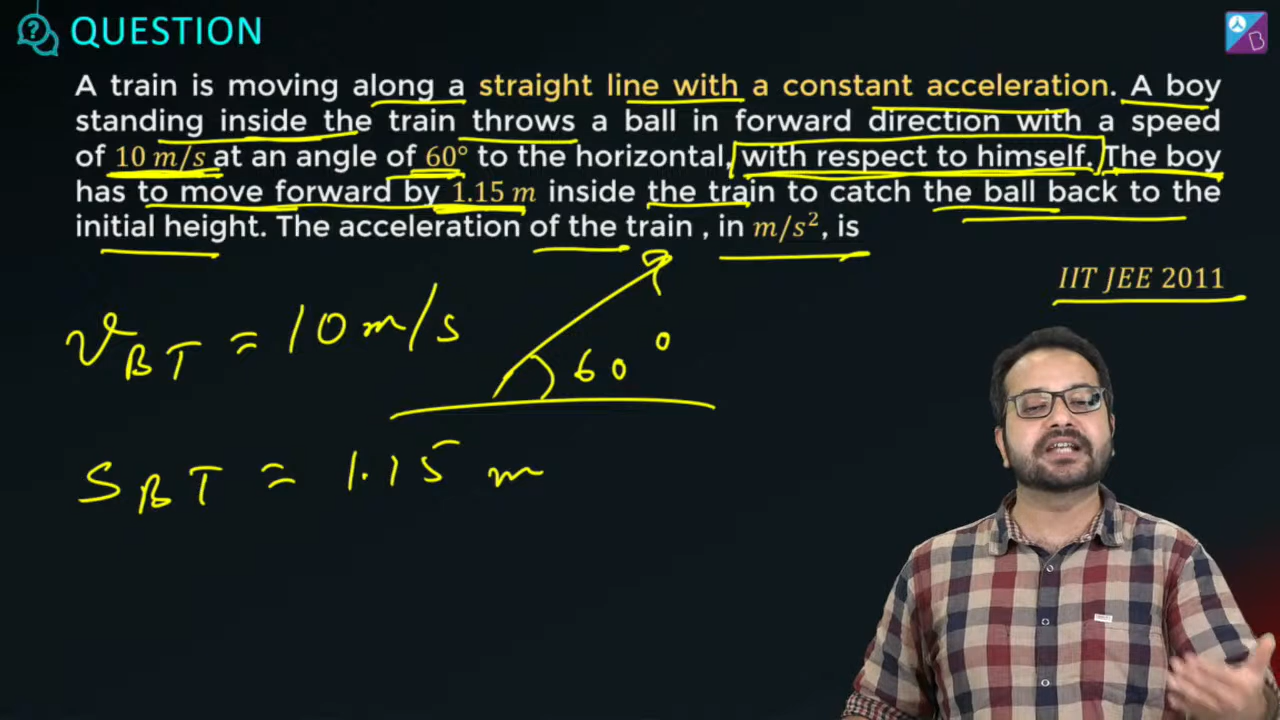 QUESTION
A train is moving along a straight line with a constant acceleration. A boy
standing inside the train throws a ball in forward direction with a speed
of 10 m/s at an angle of 60° to the horizontal, with respect to himself. The boy
has to move forward by 1.15 m inside the train to catch the ball back to the
initial height. The acceleration of the train , in m/s², is
IIT JEE 2011
v_BT = 10 m/s
60°
S_BT = 1.15 m
B